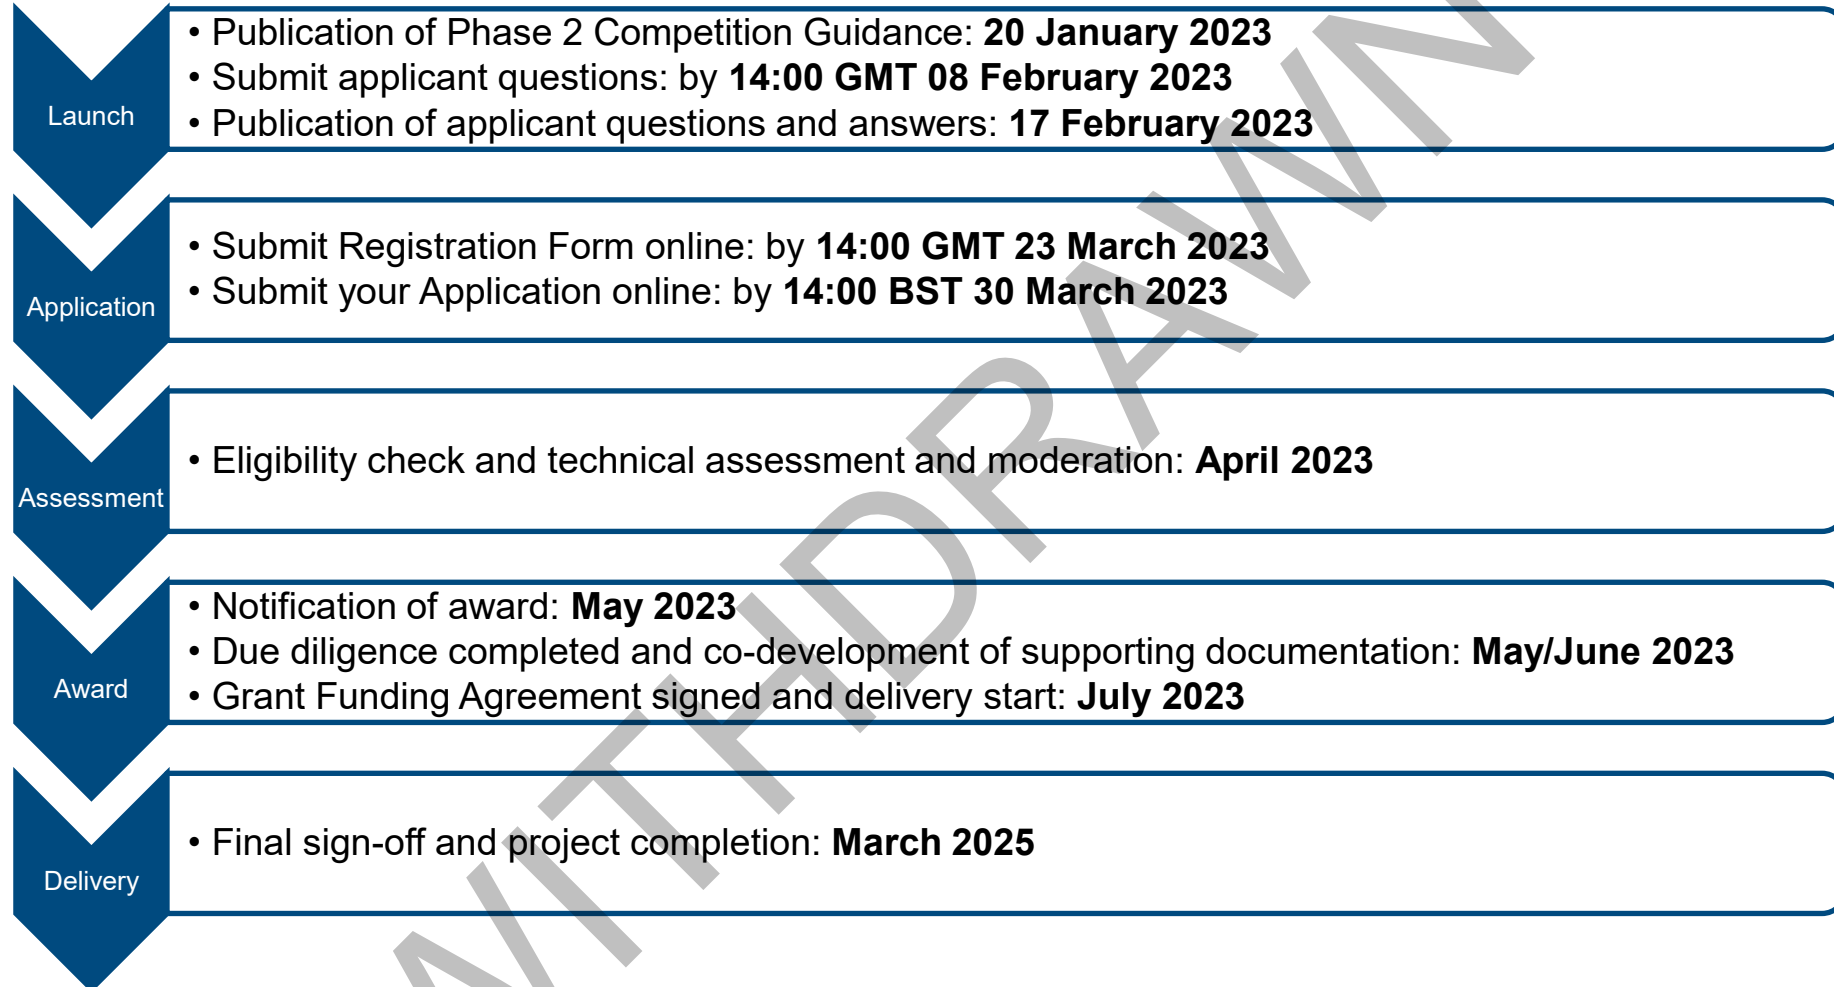 Launch
• Publication of Phase 2 Competition Guidance: 20 January 2023
• Submit applicant questions: by 14:00 GMT 08 February 2023
• Publication of applicant questions and answers: 17 February 2023
Application
• Submit Registration Form online: by 14:00 GMT 23 March 2023
• Submit your Application online: by 14:00 BST 30 March 2023
Assessment
• Eligibility check and technical assessment and moderation: April 2023
Award
• Notification of award: May 2023
• Due diligence completed and co-development of supporting documentation: May/June 2023
• Grant Funding Agreement signed and delivery start: July 2023
Delivery
• Final sign-off and project completion: March 2025
WITHDRAWN